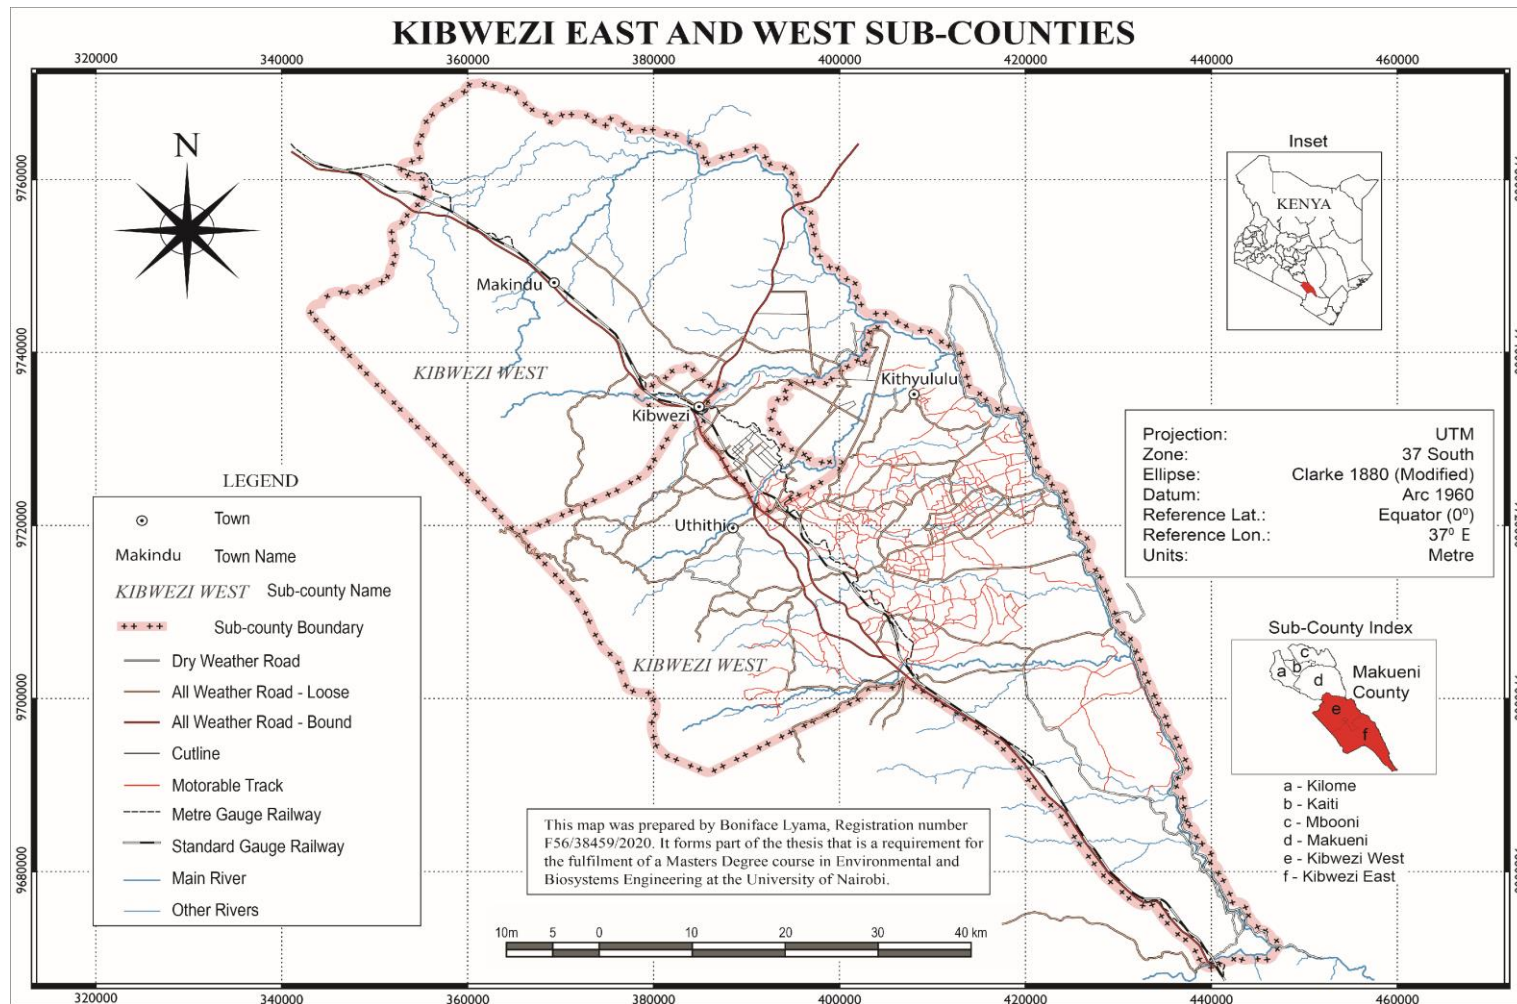 KIBWEZI EAST AND WEST SUB-COUNTIES
320000 340000 360000 380000 400000 420000 440000 460000
9760000
9740000
9720000
9700000
9680000
N
Makindu
KIBWEZI WEST
Kibwezi
Kithyululu
Uthithi
KIBWEZI WEST
Inset
KENYA
Projection: UTM
Zone: 37 South
Ellipse: Clarke 1880 (Modified)
Datum: Arc 1960
Reference Lat.: Equator (0⁰)
Reference Lon.: 37⁰ E
Units: Metre
LEGEND
Town
Makindu Town Name
KIBWEZI WEST Sub-county Name
Sub-county Boundary
Dry Weather Road
All Weather Road - Loose
All Weather Road - Bound
Cutline
Motorable Track
Metre Gauge Railway
Standard Gauge Railway
Main River
Other Rivers
Sub-County Index
Makueni
County
a
b
c
d
e
f
a - Kilome
b - Kaiti
c - Mbooni
d - Makueni
e - Kibwezi West
f - Kibwezi East
This map was prepared by Boniface Lyama, Registration number
F56/38459/2020. It forms part of the thesis that is a requirement for
the fulfilment of a Masters Degree course in Environmental and
Biosystems Engineering at the University of Nairobi.
10m 5 0 10 20 30 40 km
320000 340000 360000 380000 400000 420000 440000 460000